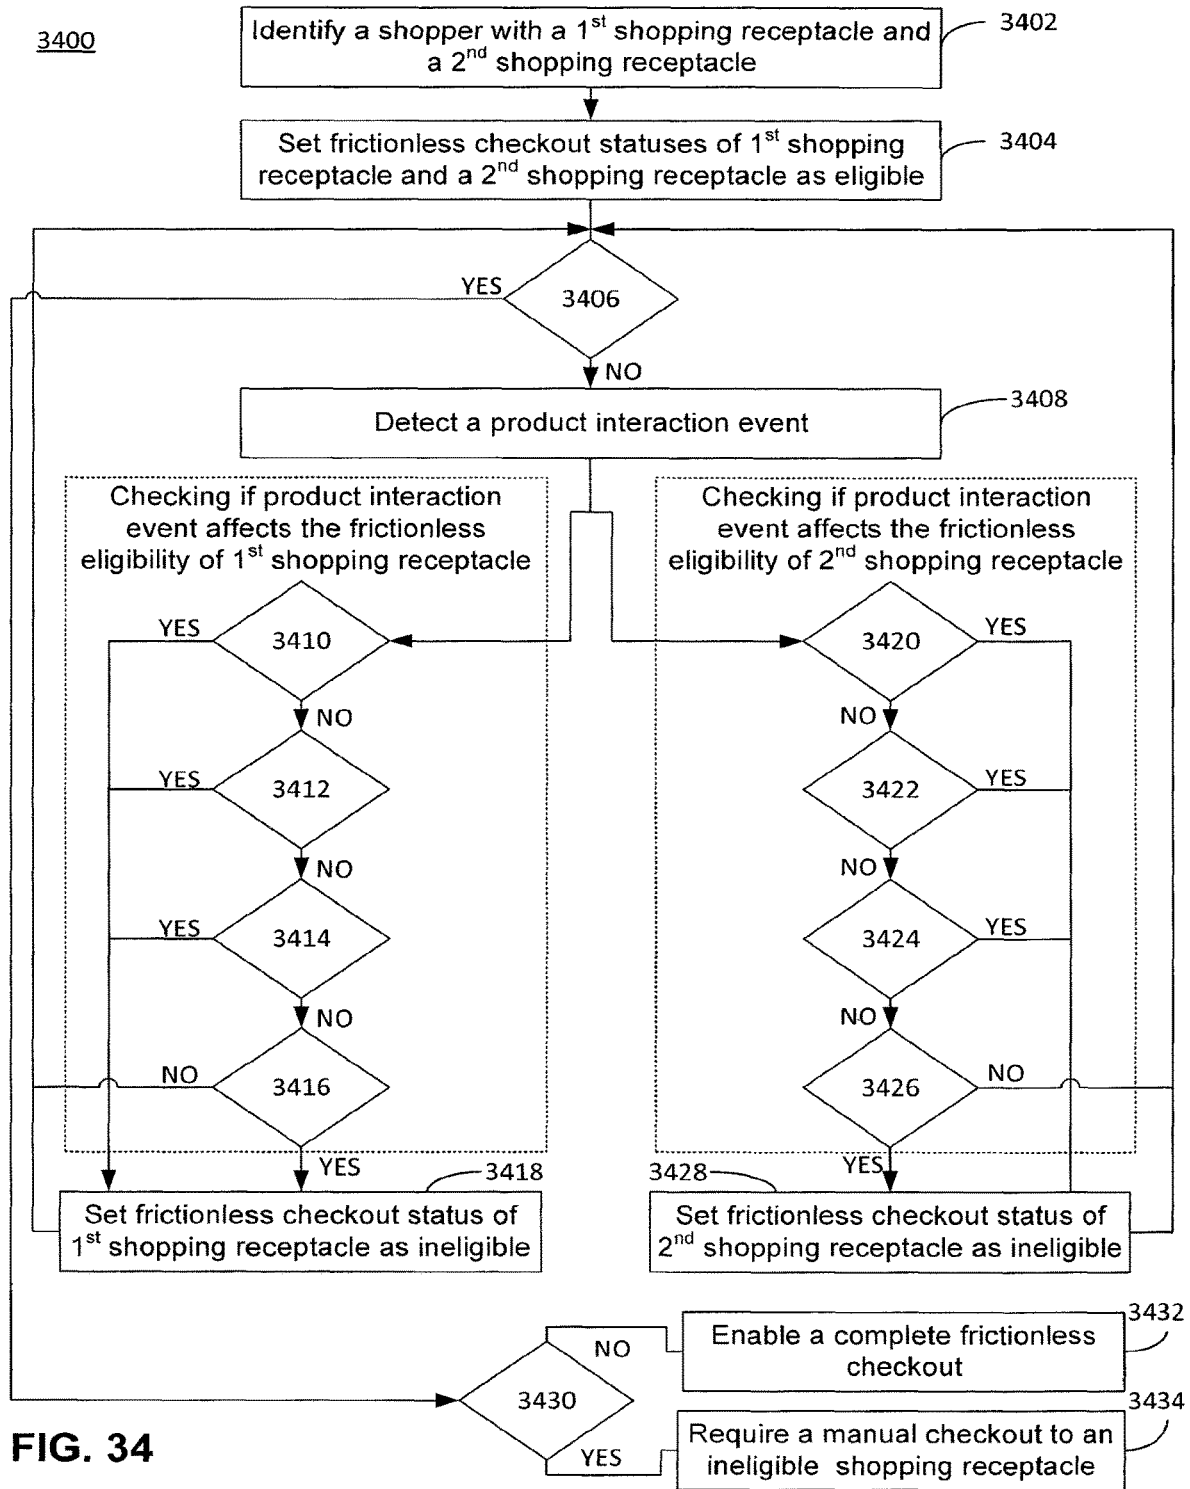 3400
Identify a shopper with a 1st shopping receptacle and
a 2nd shopping receptacle
3402
Set frictionless checkout statuses of 1st shopping
receptacle and a 2nd shopping receptacle as eligible
3404
YES
3406
NO
Detect a product interaction event
3408
Checking if product interaction
event affects the frictionless
eligibility of 1st shopping receptacle
YES
3410
NO
YES
3412
NO
YES
3414
NO
NO
3416
YES
3418
Set frictionless checkout status of
1st shopping receptacle as ineligible
Checking if product interaction
event affects the frictionless
eligibility of 2nd shopping receptacle
3420
YES
NO
3422
YES
NO
3424
YES
NO
3426
NO
YES
3428
Set frictionless checkout status of
2nd shopping receptacle as ineligible
3430
NO
Enable a complete frictionless
checkout
3432
YES
Require a manual checkout to an
ineligible shopping receptacle
3434
FIG. 34